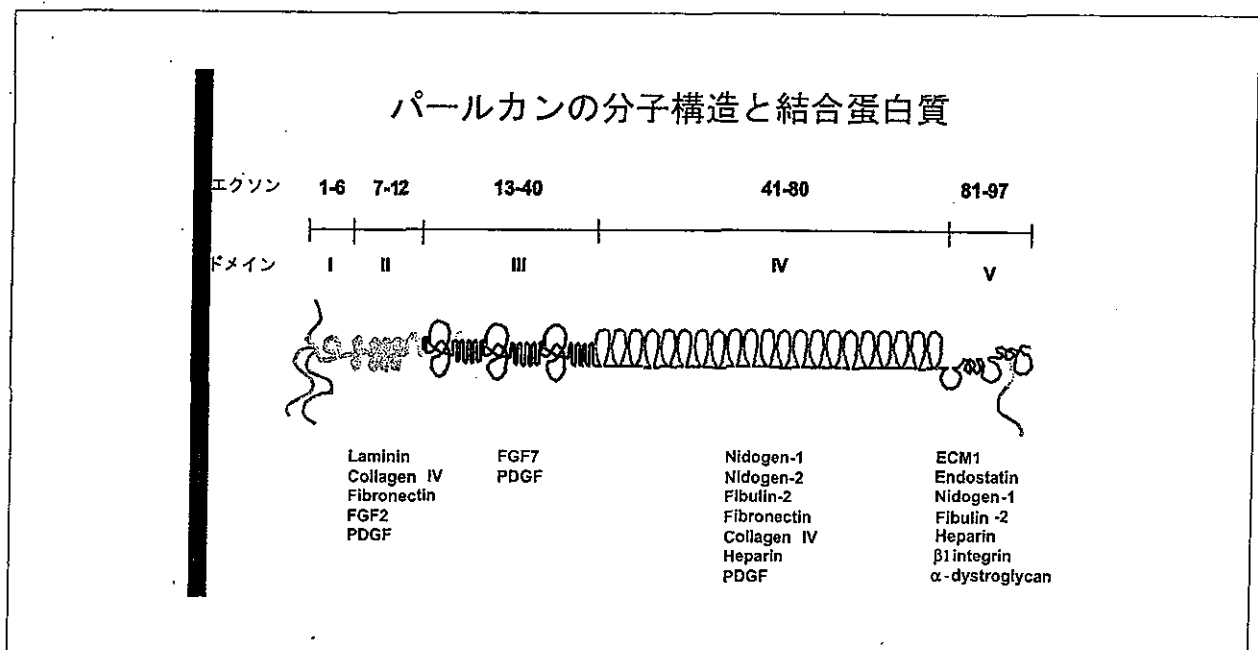 パールカンの分子構造と結合蛋白質
エクソン 1-6 7-12 13-40 41-80 81-97
ドメイン I II III IV V
Laminin
Collagen IV
Fibronectin
FGF2
PDGF
FGF7
PDGF
Nidogen-1
Nidogen-2
Fibulin-2
Fibronectin
Collagen IV
Heparin
PDGF
ECM1
Endostatin
Nidogen-1
Fibulin -2
Heparin
β1integrin
α-dystroglycan